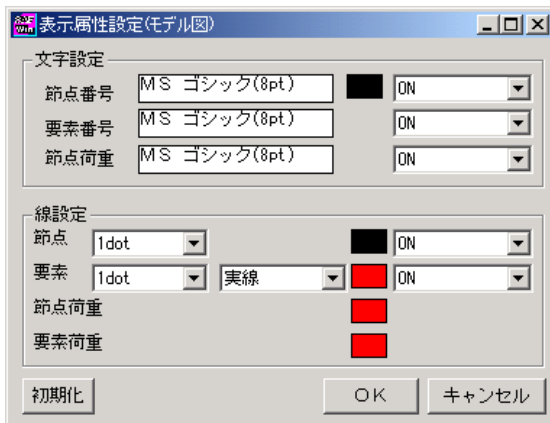 表示属性設定(モデル図)
文字設定
節点番号 MS ゴシック(8pt) ON
要素番号 MS ゴシック(8pt) ON
節点荷重 MS ゴシック(8pt) ON
線設定
節点 1dot ON
要素 1dot 実線 ON
節点荷重
要素荷重
初期化 OK キャンセル